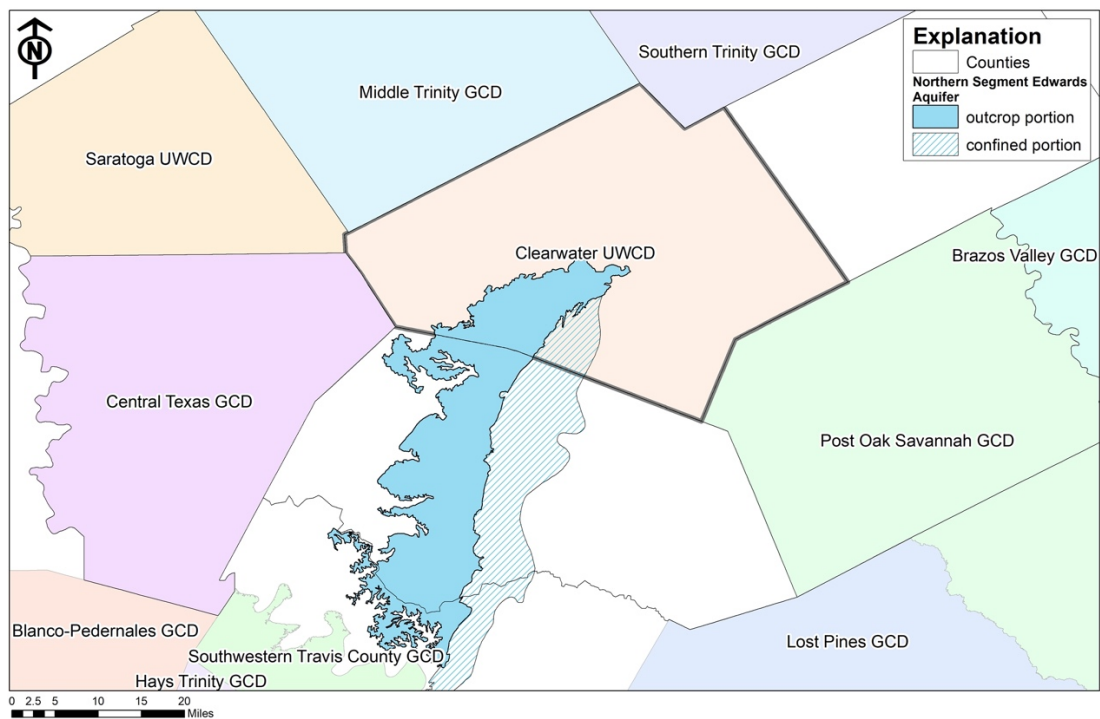 N
Explanation
Counties
Northern Segment Edwards
Aquifer
outcrop portion
confined portion
Southern Trinity GCD
Middle Trinity GCD
Saratoga UWCD
Clearwater UWCD
Brazos Valley GCD
Central Texas GCD
Post Oak Savannah GCD
Blanco-Pedernales GCD
Southwestern Travis County GCD
Lost Pines GCD
Hays Trinity GCD
0 2.5 5 10 15 20
Miles